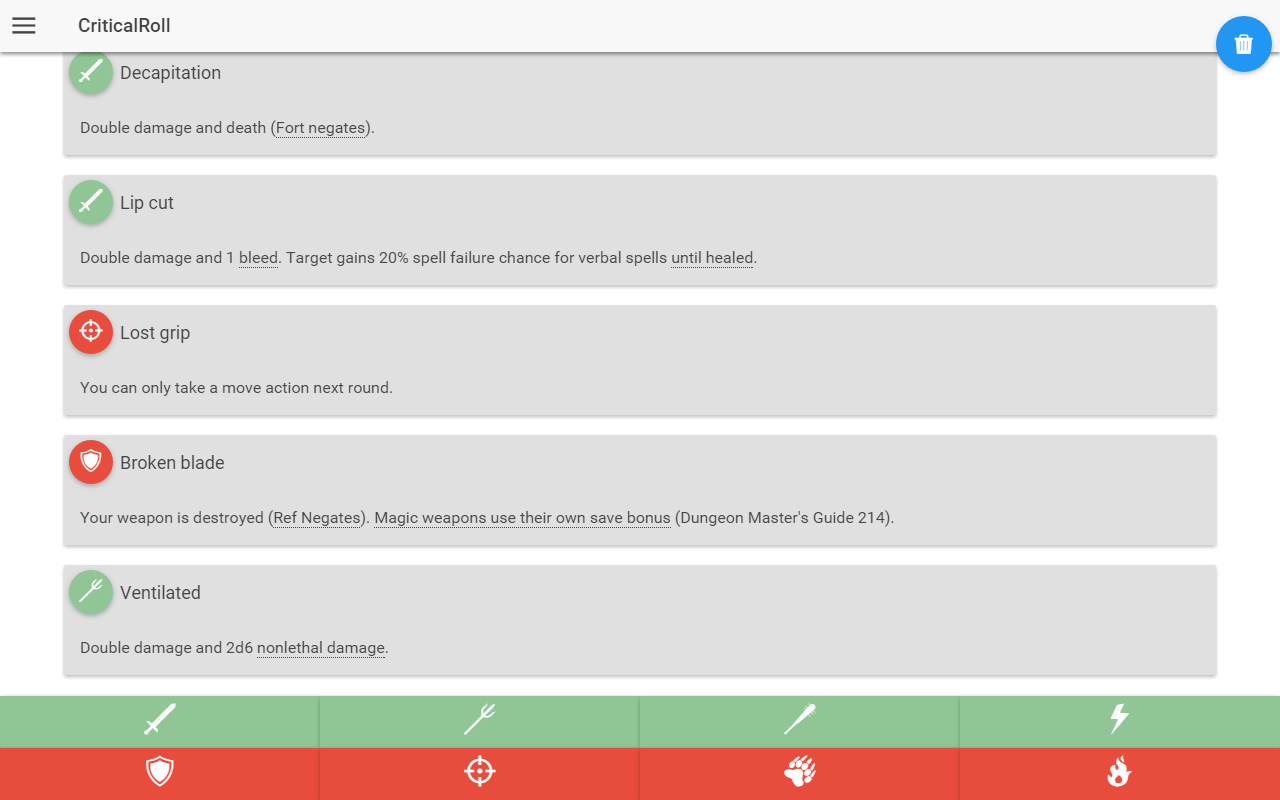 CriticalRoll
Decapitation
Double damage and death (Fort negates).
Lip cut
Double damage and 1 bleed. Target gains 20% spell failure chance for verbal spells until healed.
Lost grip
You can only take a move action next round.
Broken blade
Your weapon is destroyed (Ref Negates). Magic weapons use their own save bonus (Dungeon Master's Guide 214).
Ventilated
Double damage and 2d6 nonlethal damage.